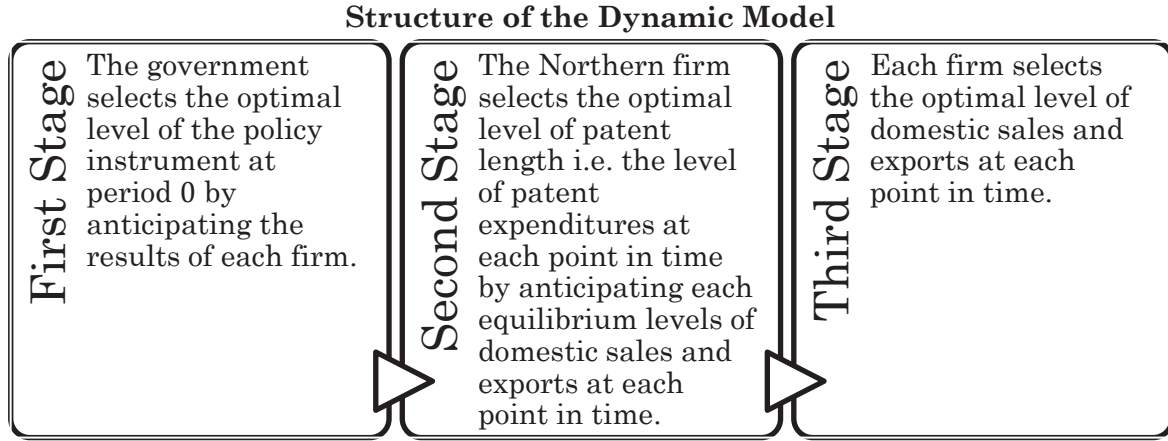 Structure of the Dynamic Model
First Stage
The government
selects the optimal
level of the policy
instrument at
period 0 by
anticipating the
results of each firm.
Second Stage
The Northern firm
selects the optimal
level of patent
length i.e. the level
of patent
expenditures at
each point in time
by anticipating each
equilibrium levels of
domestic sales and
exports at each
point in time.
Third Stage
Each firm selects
the optimal level of
domestic sales and
exports at each
point in time.